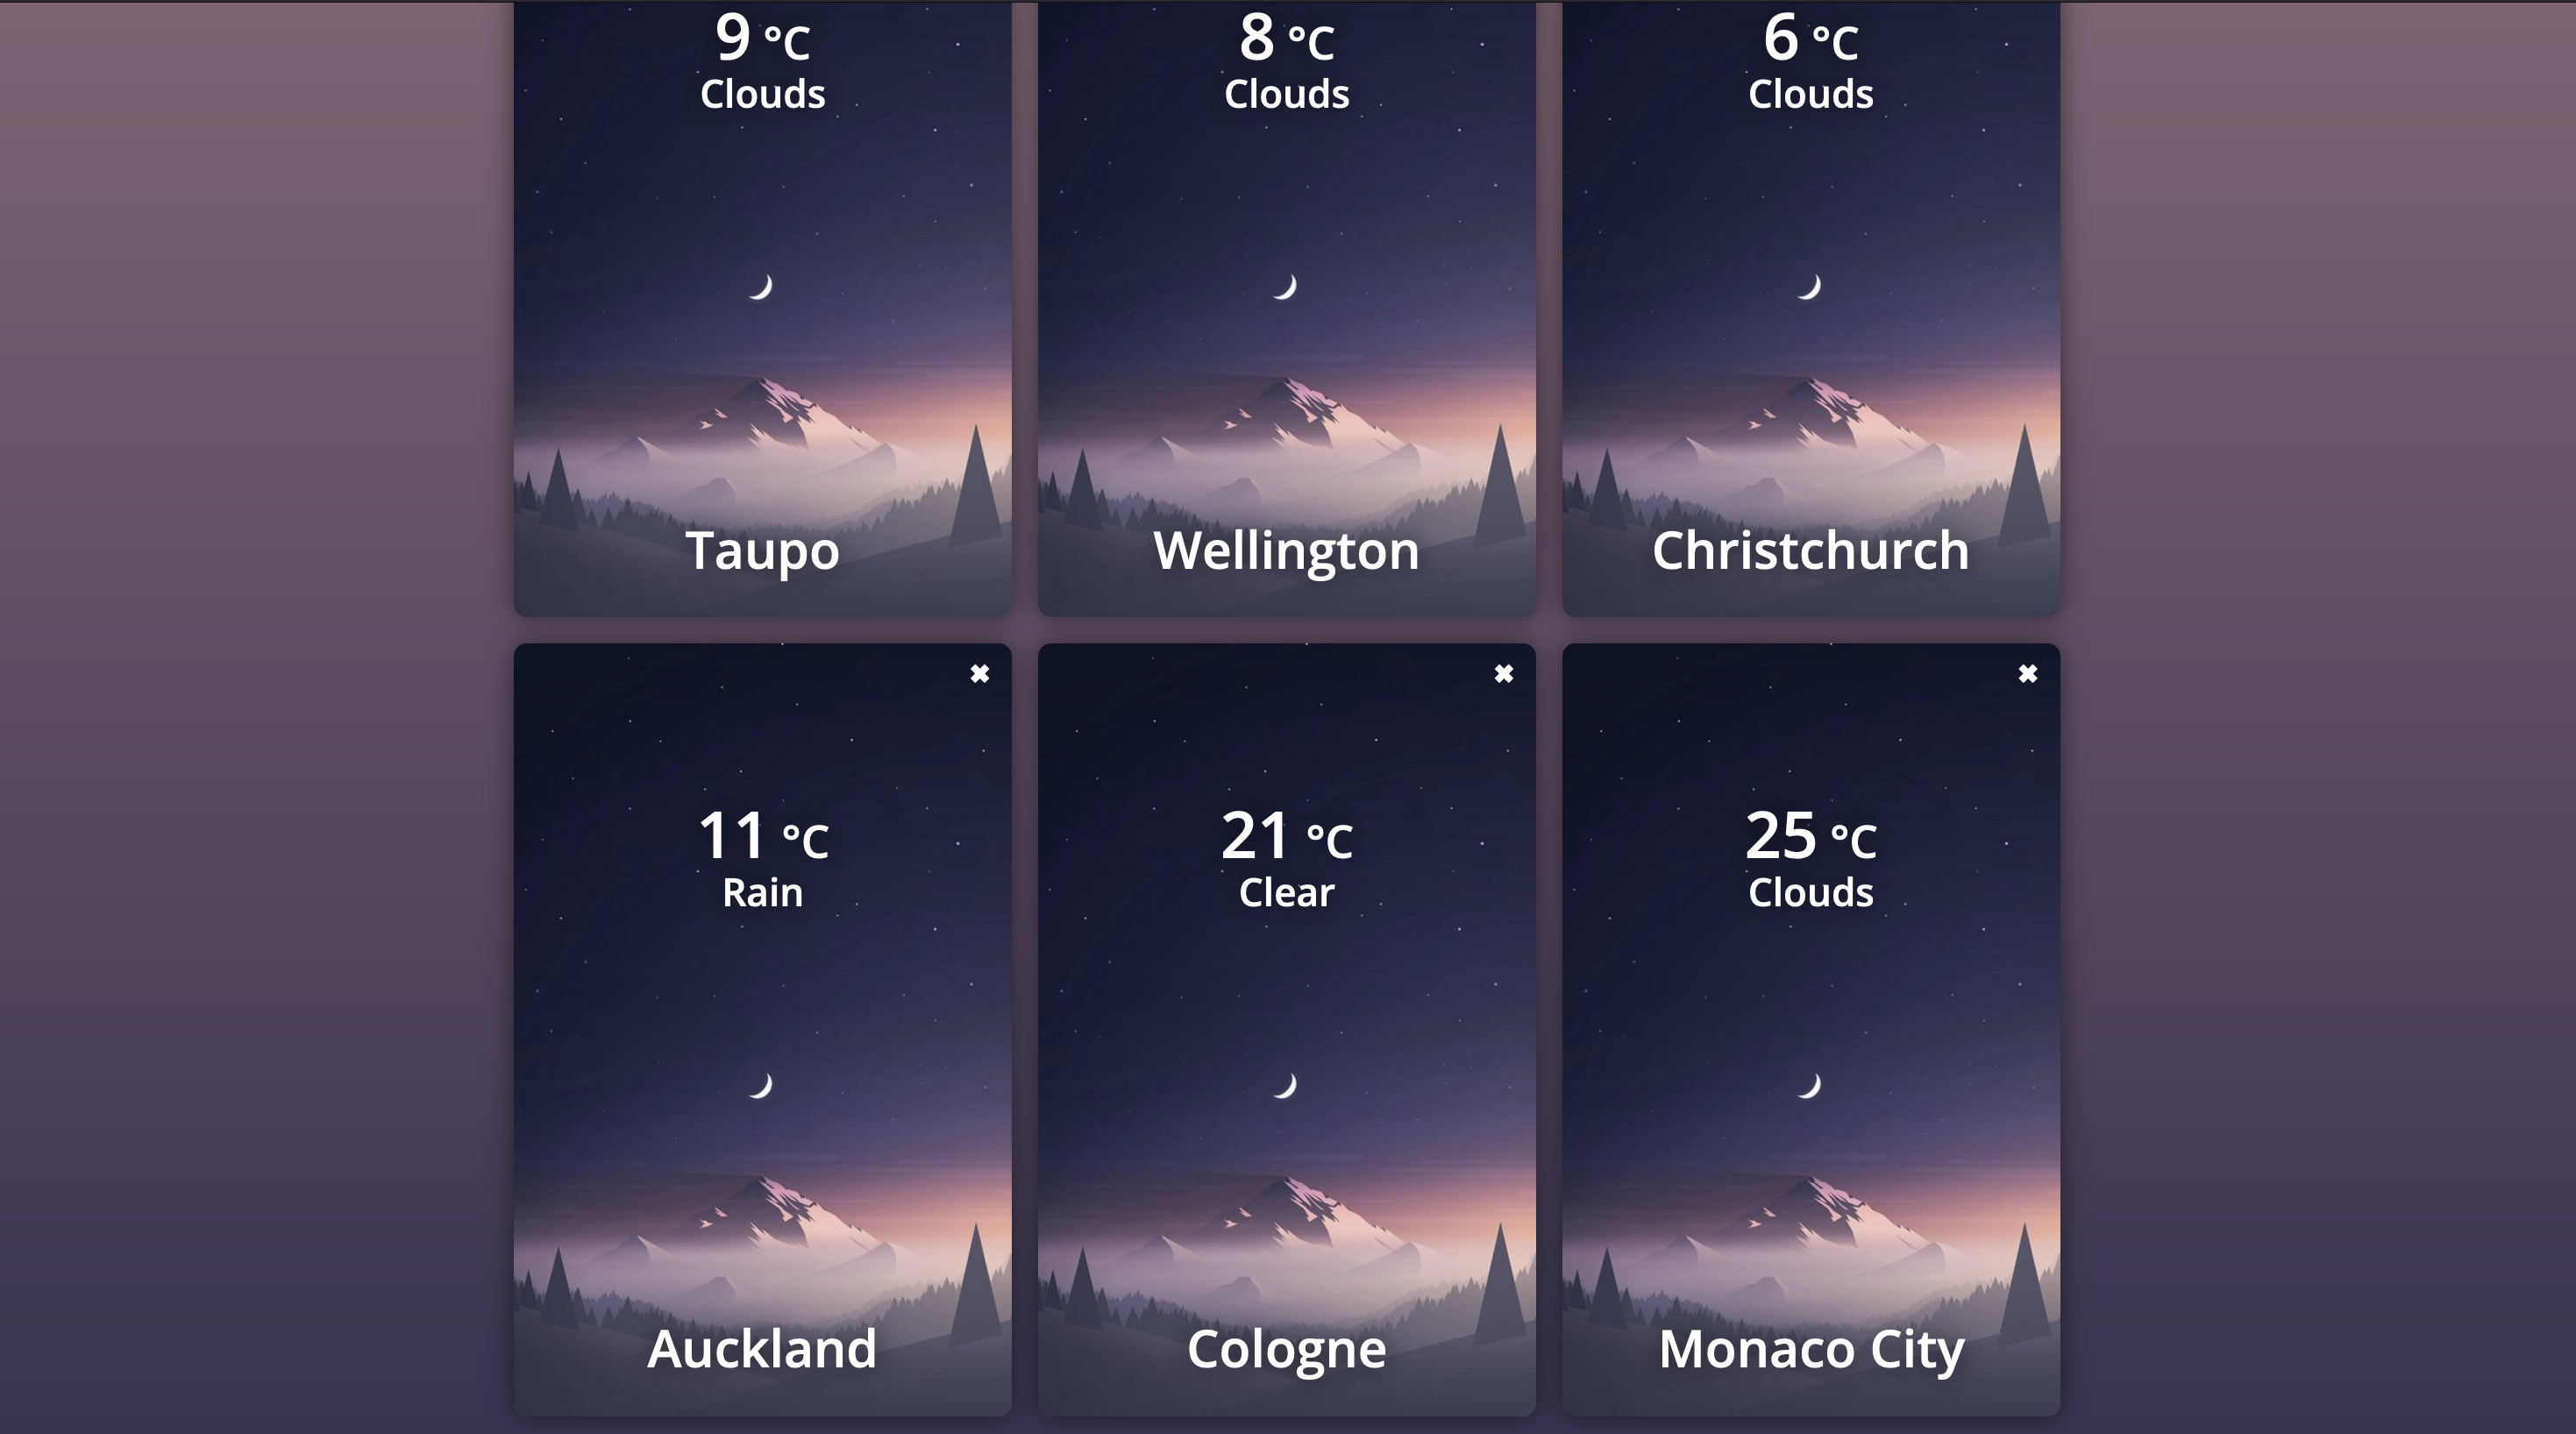 9 °C
Clouds
Taupo
8 °C
Clouds
Wellington
6 °C
Clouds
Christchurch
✖
11 °C
Rain
Auckland
✖
21 °C
Clear
Cologne
✖
25 °C
Clouds
Monaco City